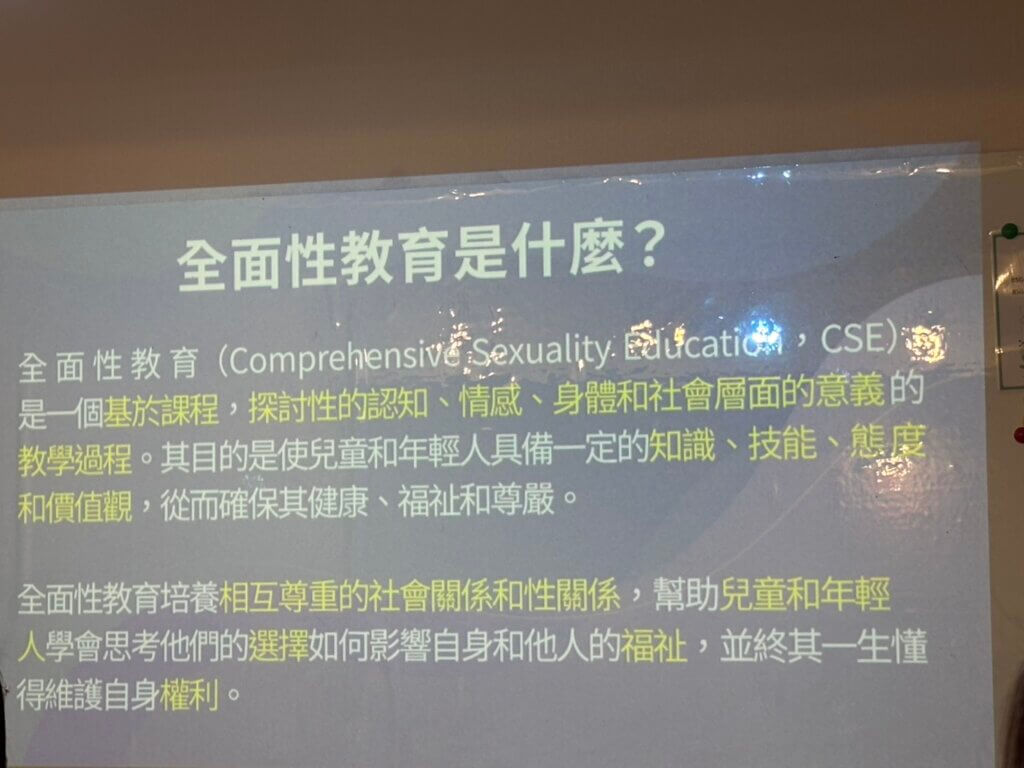 全面性教育是什麼？
全面性教育（Comprehensive Sexuality Education，CSE）
是一個基於課程，探討性的認知、情感、身體和社會層面的意義的
教學過程。其目的是使兒童和年輕人具備一定的知識、技能、態度
和價值觀，從而確保其健康、福祉和尊嚴。
全面性教育培養相互尊重的社會關係和性關係，幫助兒童和年輕
人學會思考他們的選擇如何影響自身和他人的福祉，並終其一生懂
得維護自身權利。